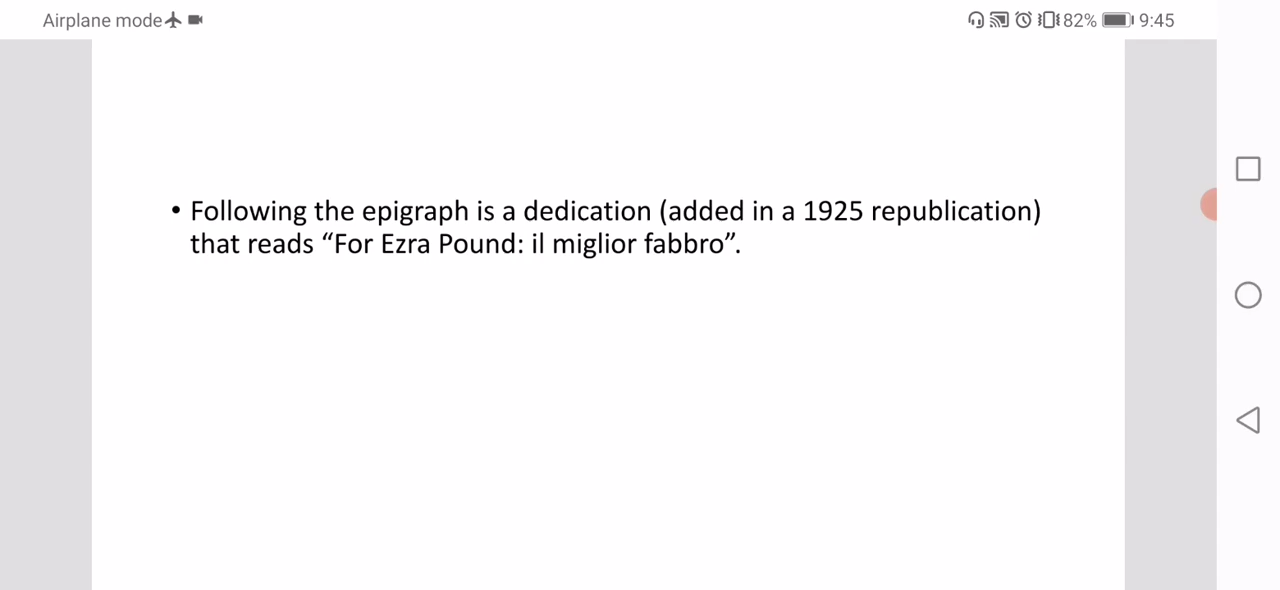 Airplane mode 82% 9:45
• Following the epigraph is a dedication (added in a 1925 republication)
that reads “For Ezra Pound: il miglior fabbro”.